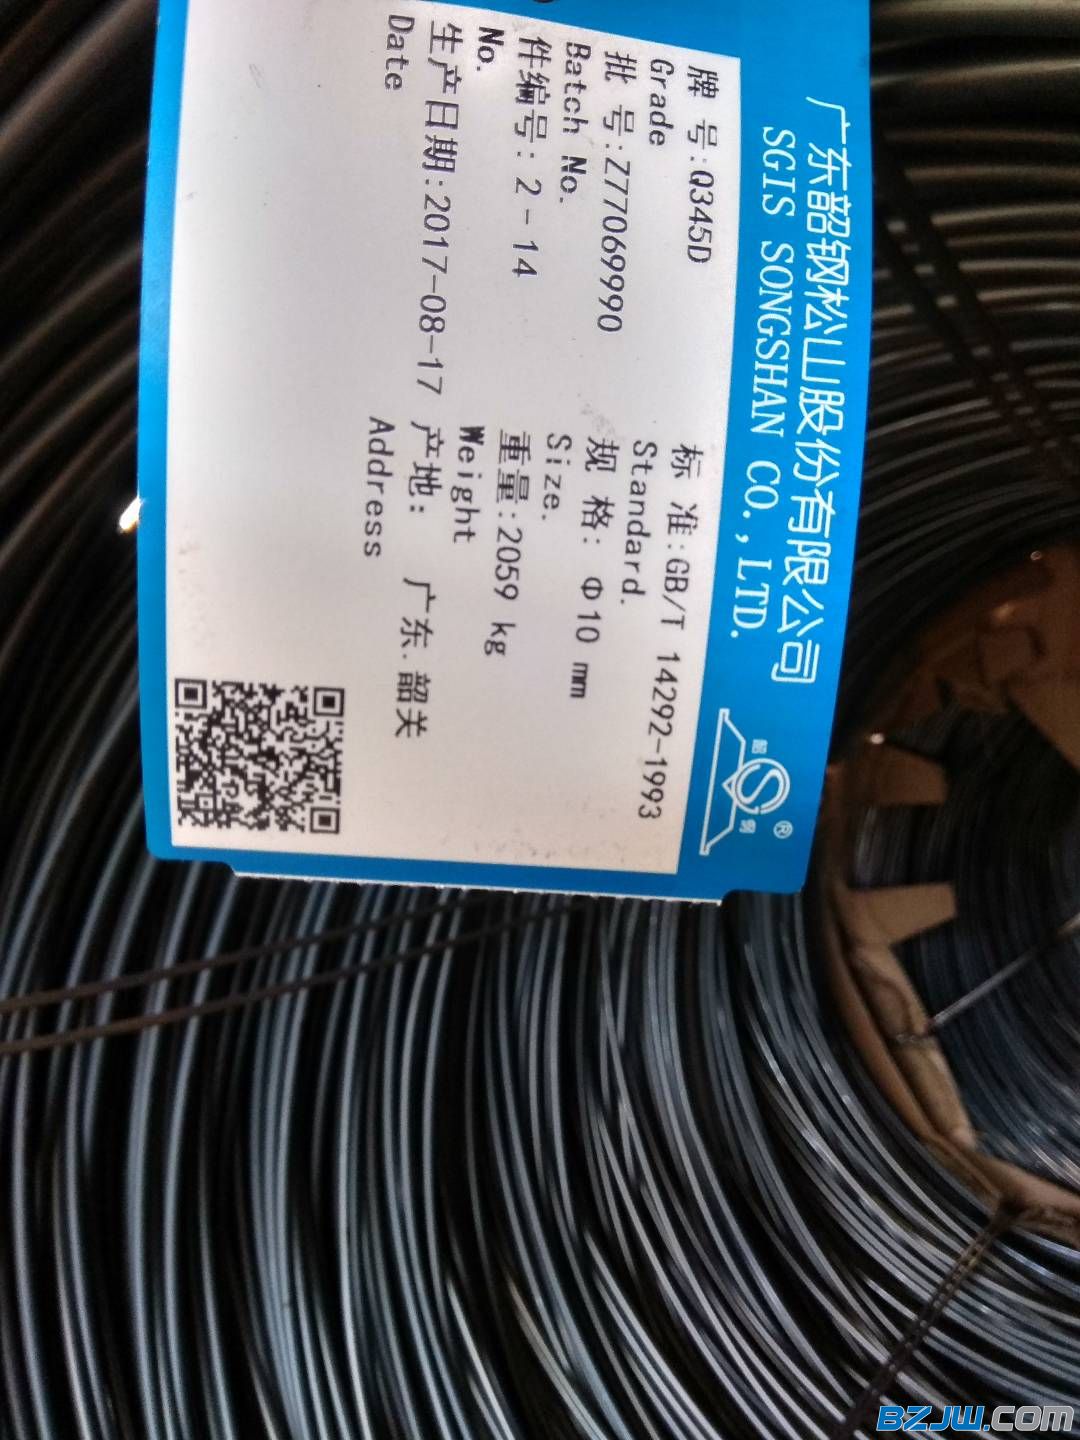 广东韶钢松山股份有限公司
SGIS SONGSHAN CO.,LTD.
韶
S
钢
®
牌 号:Q345D 标 准:GB/T 14292-1993
Grade Standard.
批 号:Z77069990 规 格: Φ10 mm
Batch No. Size.
件编号:2-14 重量:2059 kg
No. Weight
生产日期:2017-08-17 产地: 广东.韶关
Date Address
BZJW.com